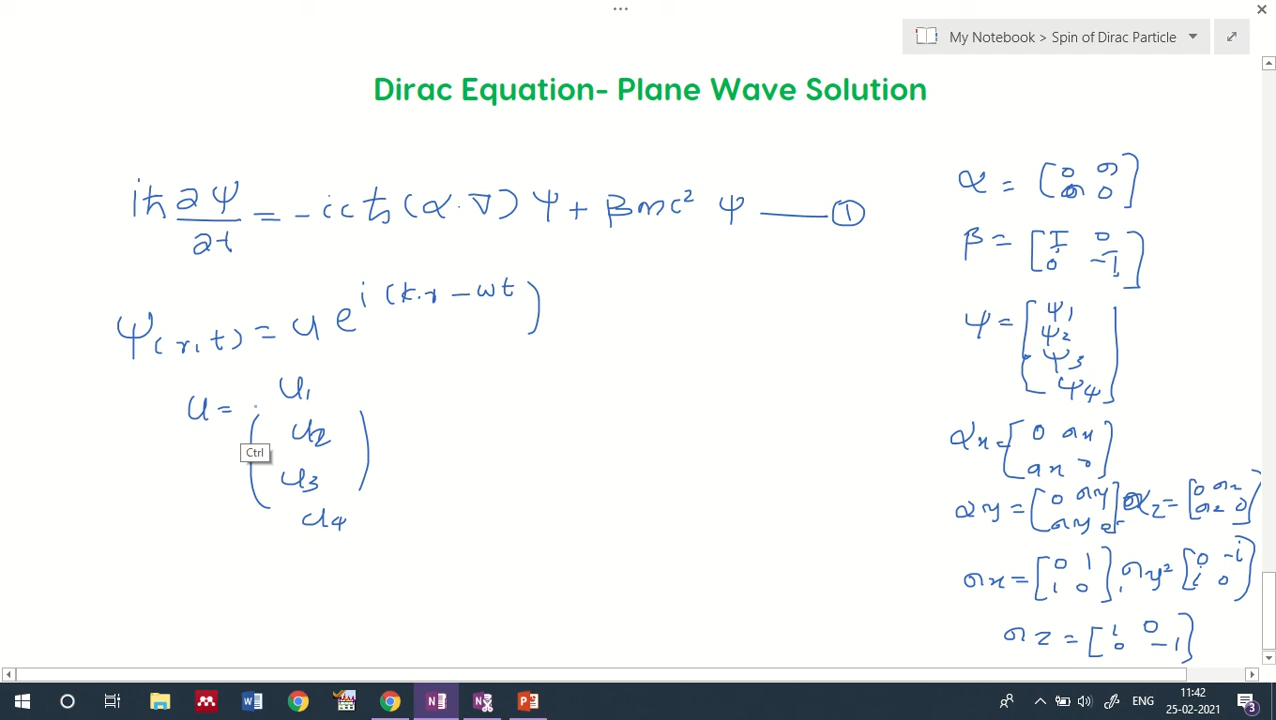 My Notebook > Spin of Dirac Particle
Dirac Equation- Plane Wave Solution
iħ ∂Ψ/∂t = -icħ (α·∇) Ψ + βmc² Ψ —— ①
Ψ(r,t) = u e^i(k·r - ωt)
u = (u1 u2 u3 u4)
Ctrl
α = [0 σ
σ 0]
β = [I 0
0 -I]
Ψ = [Ψ1
Ψ2
Ψ3
Ψ4]
αx = [0 σx
σx 0]
αy = [0 σy
σy 0] αz = [0 σz
σz 0]
σx = [0 1
1 0], σy = [0 -i
i 0]
σz = [1 0
0 -1]
ENG
11:42
25-02-2021
3